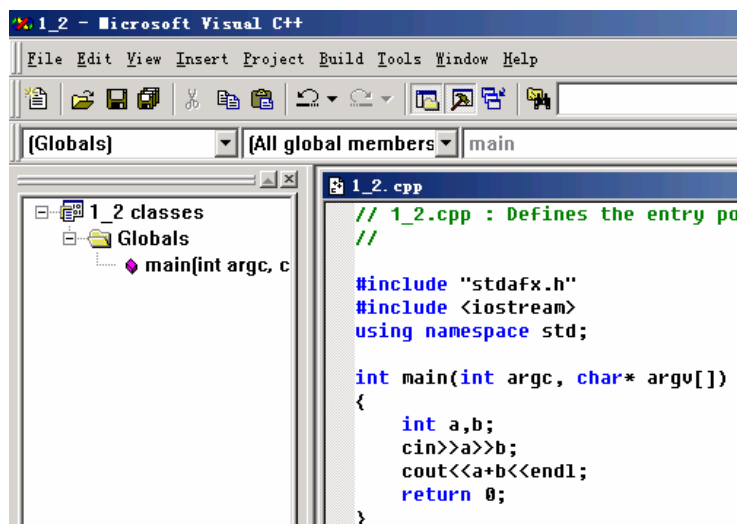 1_2 - Microsoft Visual C++
File Edit View Insert Project Build Tools Window Help
(Globals) (All global members main
1_2 classes
Globals
main(int argc, c
1_2.cpp
// 1_2.cpp : Defines the entry po
//
#include "stdafx.h"
#include <iostream>
using namespace std;
int main(int argc, char* argv[])
{
int a,b;
cin>>a>>b;
cout<<a+b<<endl;
return 0;
}